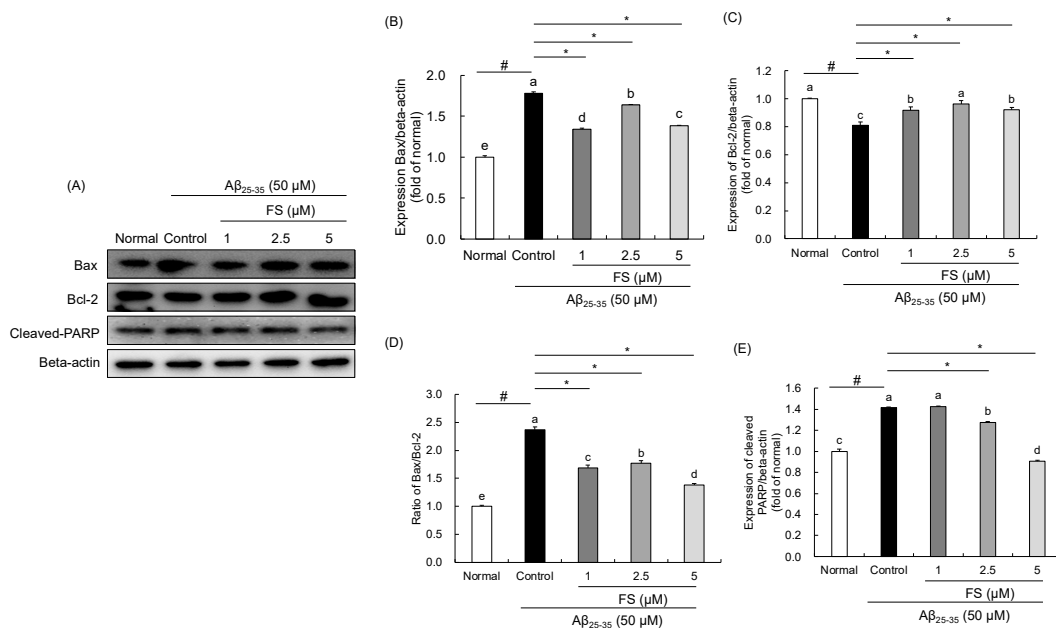 (A)
Aβ25-35 (50 μM)
FS (μM)
Normal Control 1 2.5 5
Bax
Bcl-2
Cleaved-PARP
Beta-actin
(B)
*
*
*
#
Expression Bax/beta-actin
(fold of normal)
2.0
1.5
1.0
0.5
0.0
e a d b c
Normal Control 1 2.5 5
FS (μM)
Aβ25-35 (50 μM)
(C)
*
*
*
#
Expression of Bcl-2/beta-actin
(fold of normal)
1.2
1.0
0.8
0.6
0.4
0.2
0.0
a c b a b
Normal Control 1 2.5 5
FS (μM)
Aβ25-35 (50 μM)
(D)
*
*
*
#
Ratio of Bax/Bcl-2
3.0
2.5
2.0
1.5
1.0
0.5
0.0
e a c b d
Normal Control 1 2.5 5
FS (μM)
Aβ25-35 (50 μM)
(E)
*
*
#
Expression of cleaved
PARP/beta-actin
(fold of normal)
1.6
1.4
1.2
1.0
0.8
0.6
0.4
0.2
0.0
c a a b d
Normal Control 1 2.5 5
FS (μM)
Aβ25-35 (50 μM)